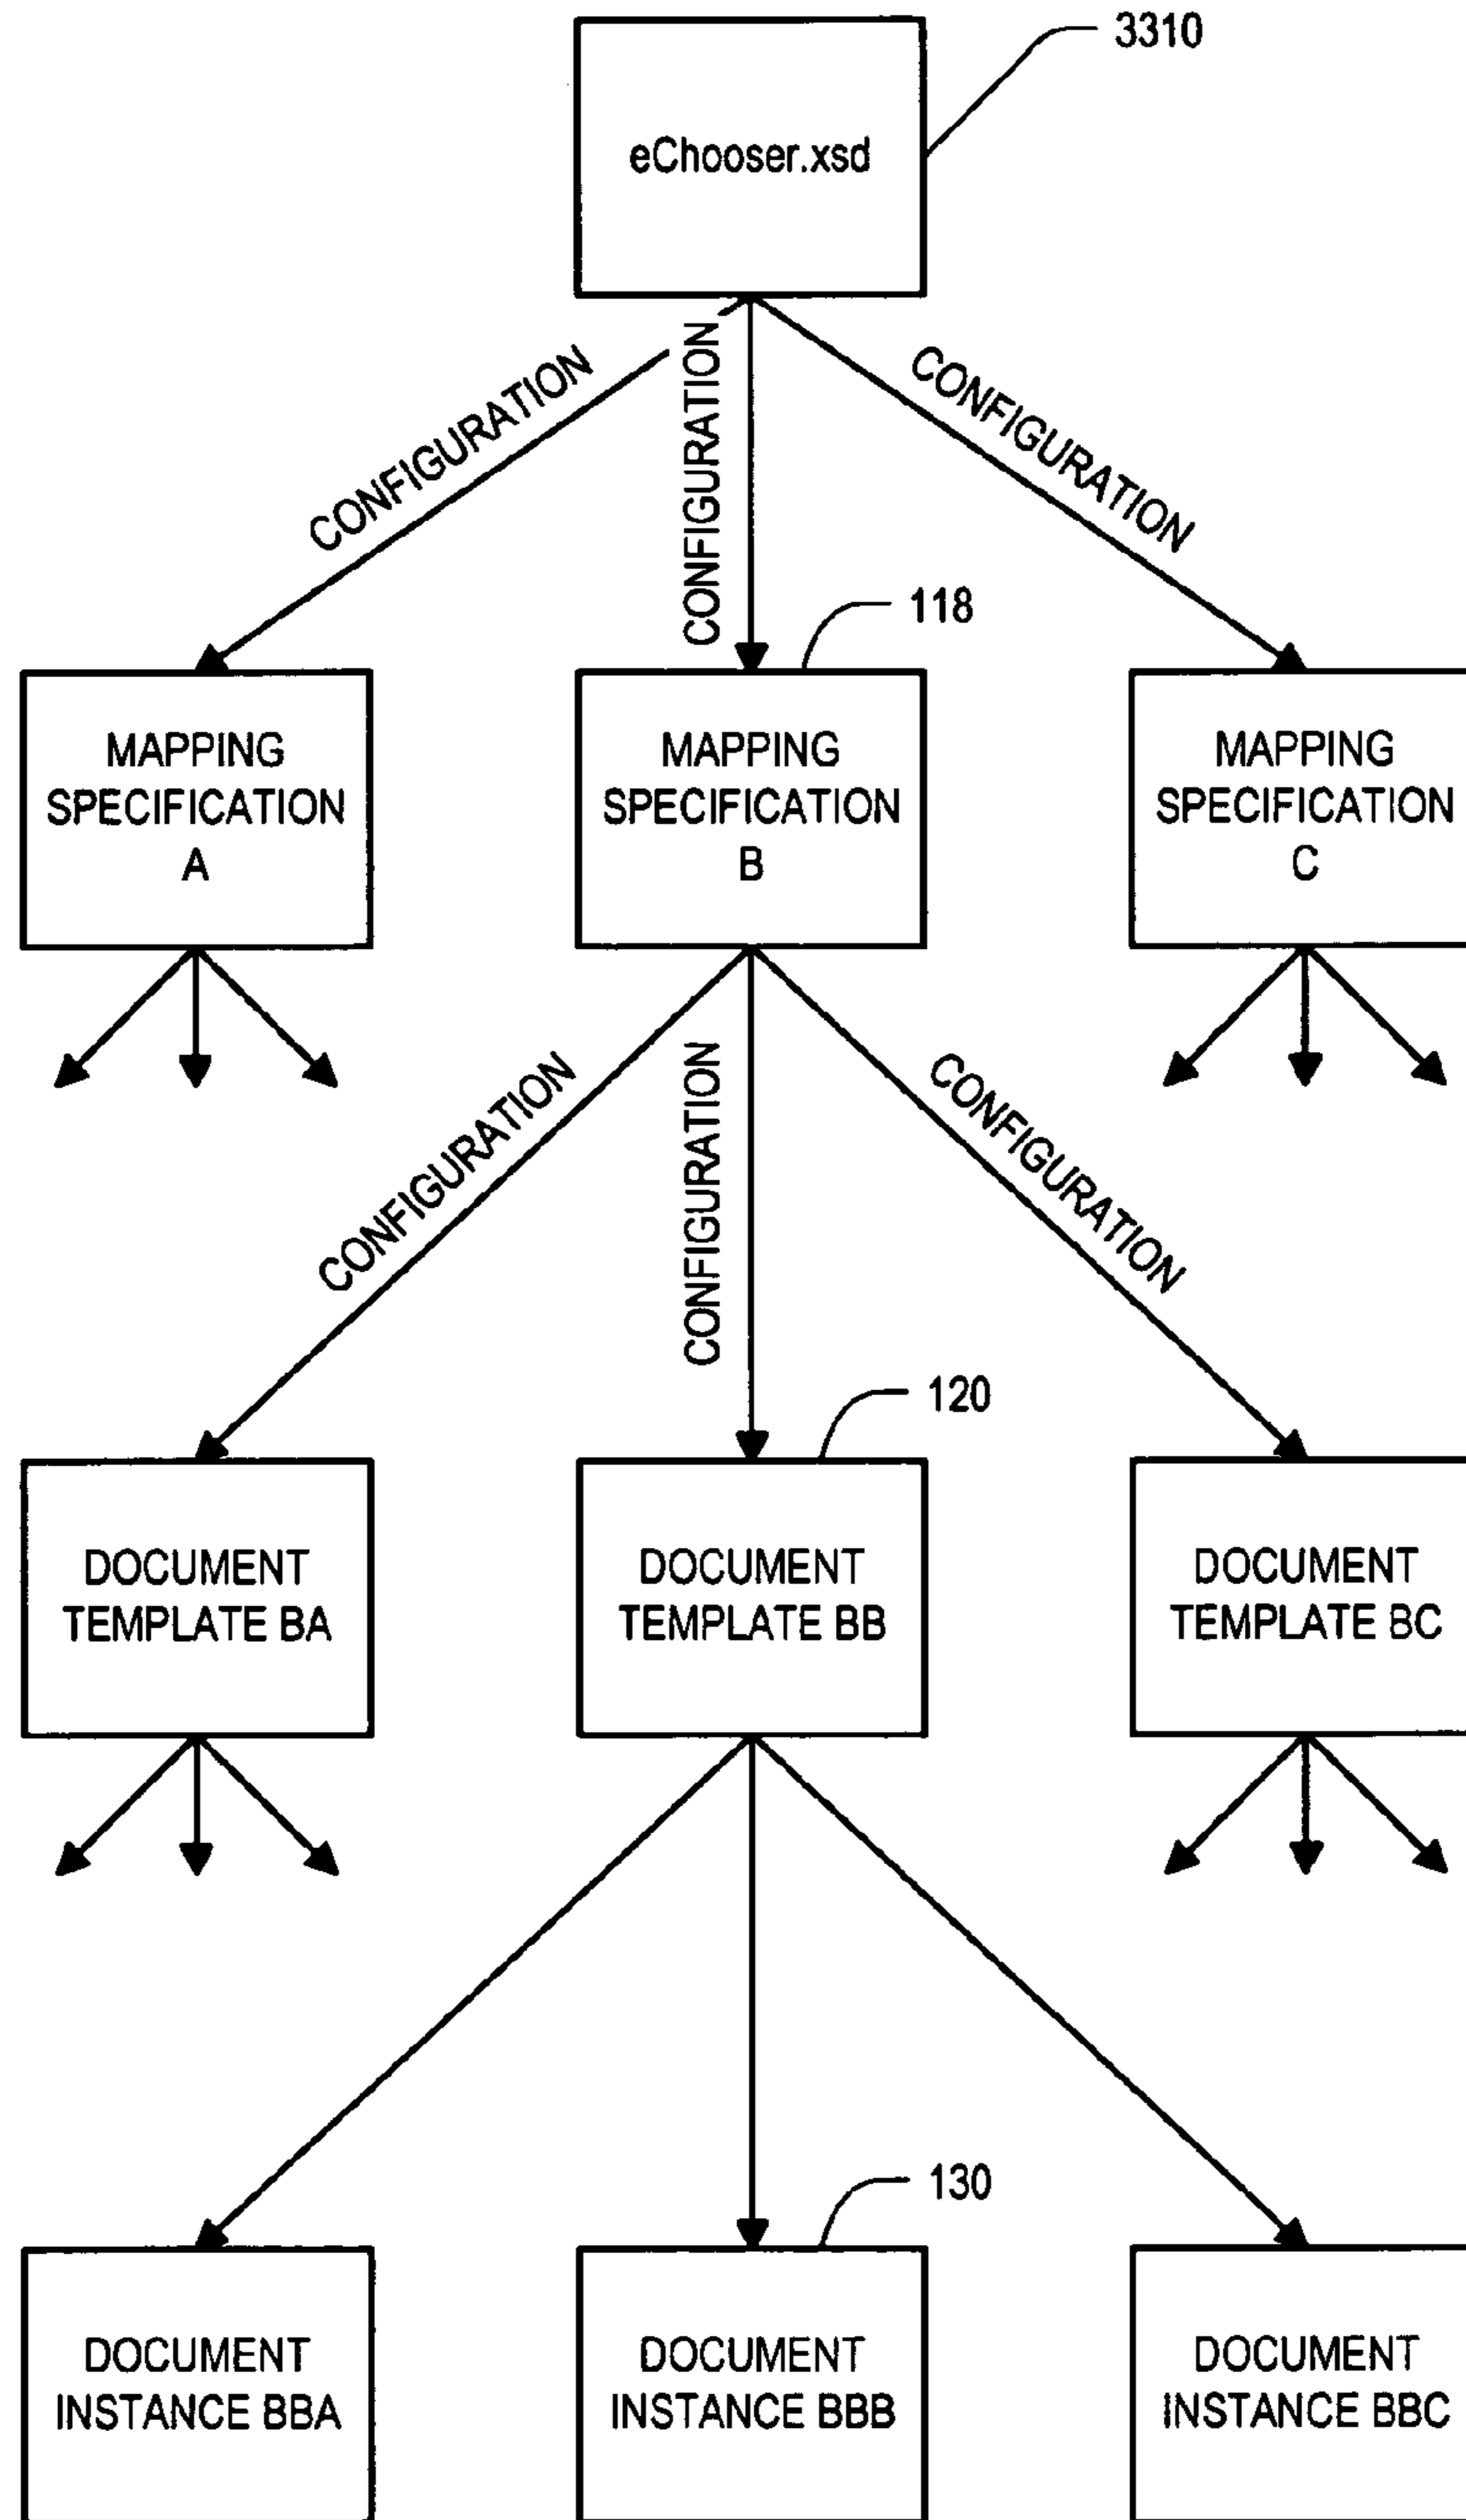 3310
eChooser.xsd
CONFIGURATION
CONFIGURATION
CONFIGURATION
118
MAPPING
SPECIFICATION
A
MAPPING
SPECIFICATION
B
MAPPING
SPECIFICATION
C
CONFIGURATION
CONFIGURATION
CONFIGURATION
120
DOCUMENT
TEMPLATE BA
DOCUMENT
TEMPLATE BB
DOCUMENT
TEMPLATE BC
130
DOCUMENT
INSTANCE BBA
DOCUMENT
INSTANCE BBB
DOCUMENT
INSTANCE BBC